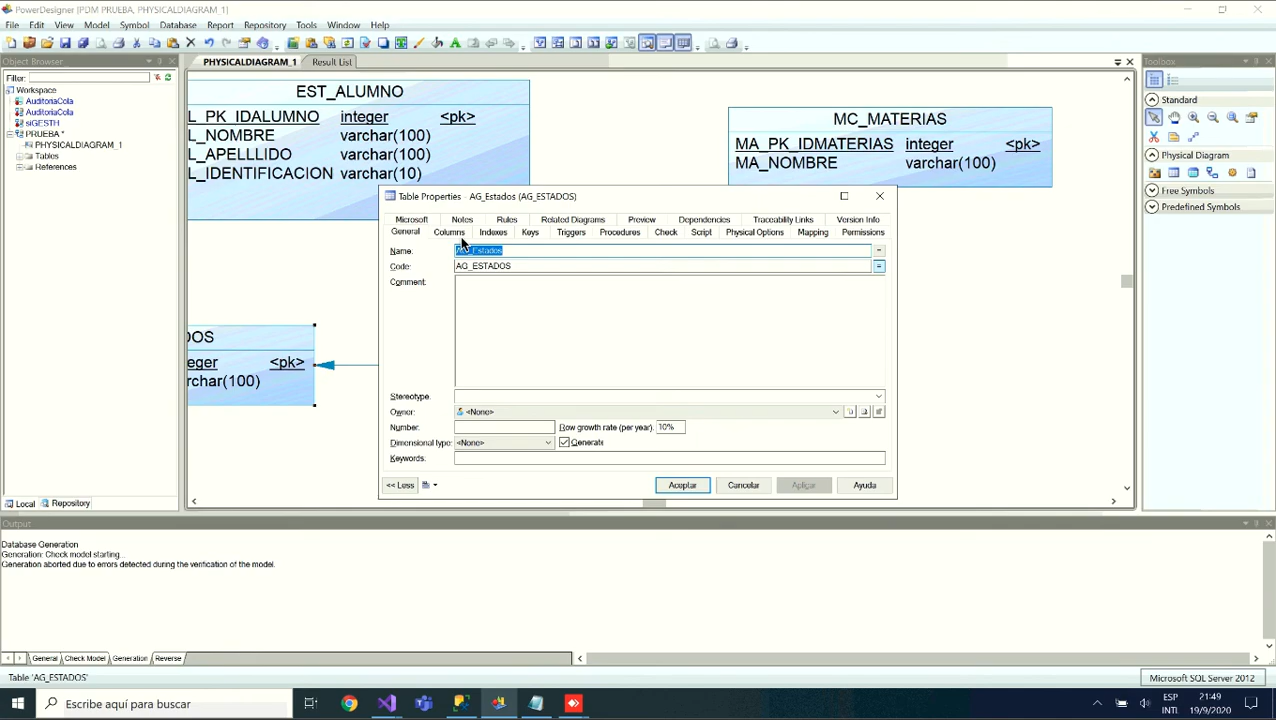 PowerDesigner [PDM PRUEBA, PHYSICALDIAGRAM_1]
File Edit View Model Symbol Database Report Repository Tools Window Help
Object Browser
Filter:
Workspace
AuditoriaCola
AuditoriaCola
siGESTH
PRUEBA *
PHYSICALDIAGRAM_1
Tables
References
Local Repository
PHYSICALDIAGRAM_1 Result List
EST_ALUMNO
L_PK_IDALUMNO integer <pk>
L_NOMBRE varchar(100)
L_APELLLIDO varchar(100)
L_IDENTIFICACION varchar(10)
MC_MATERIAS
MA_PK_IDMATERIAS integer <pk>
MA_NOMBRE varchar(100)
DOS
eger <pk>
rchar(100)
Table Properties - AG_Estados (AG_ESTADOS)
Microsoft Notes Rules Related Diagrams Preview Dependencies Traceability Links Version Info
General Columns Indexes Keys Triggers Procedures Check Script Physical Options Mapping Permissions
Name: AG_Estados =
Code: AG_ESTADOS =
Comment:
Stereotype:
Owner: <None>
Number: Row growth rate (per year): 10%
Dimensional type: <None> Generate
Keywords:
<< Less Aceptar Cancelar Aplicar Ayuda
Toolbox
Standard
Physical Diagram
Free Symbols
Predefined Symbols
Output
Database Generation
Generation: Check model starting...
Generation aborted due to errors detected during the verification of the model.
General Check Model Generation Reverse
Table 'AG_ESTADOS'
Microsoft SQL Server 2012
Escribe aquí para buscar
ESP
INTL
21:49
19/9/2020